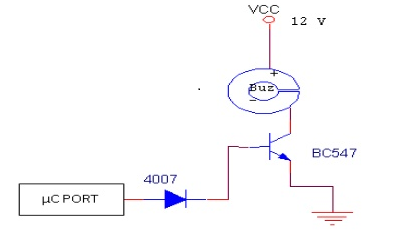 VCC
12 V
+
Buz
−
BC547
4007
µC PORT